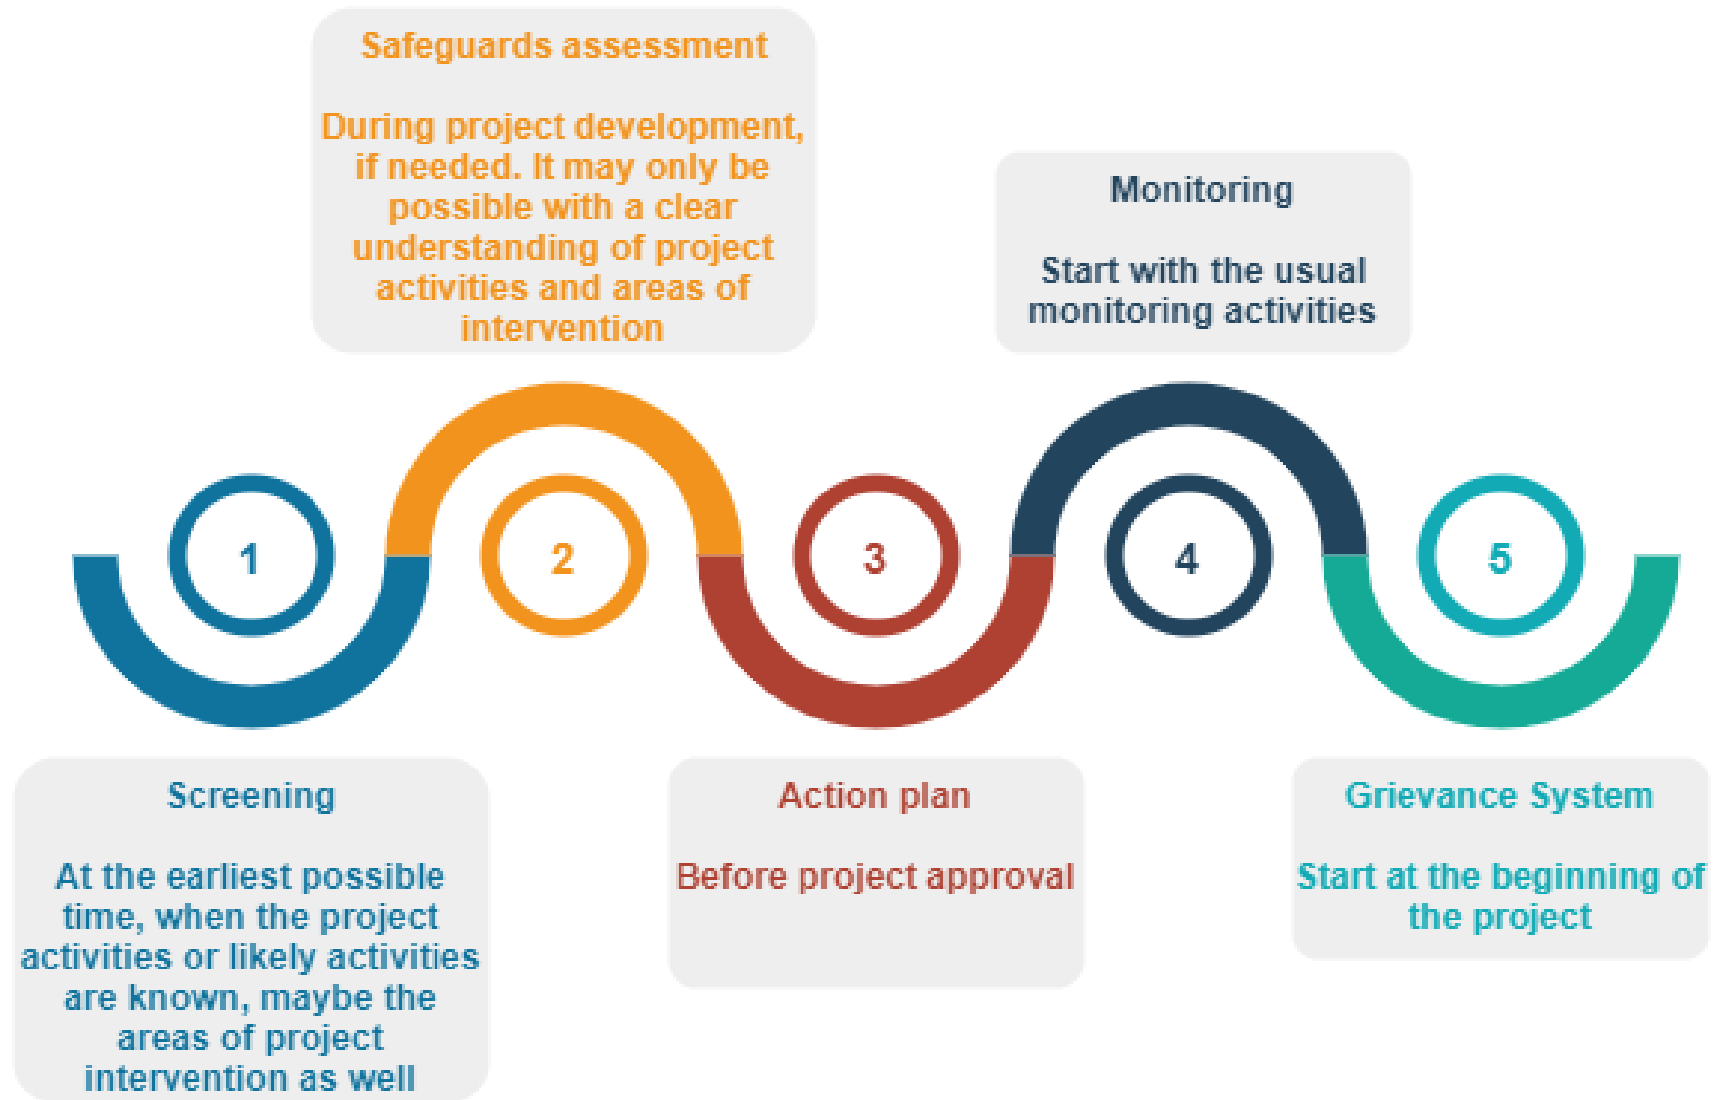 Safeguards assessment
During project development,
if needed. It may only be
possible with a clear
understanding of project
activities and areas of
intervention
Monitoring
Start with the usual
monitoring activities
1
2
3
4
5
Screening
At the earliest possible
time, when the project
activities or likely activities
are known, maybe the
areas of project
intervention as well
Action plan
Before project approval
Grievance System
Start at the beginning of
the project